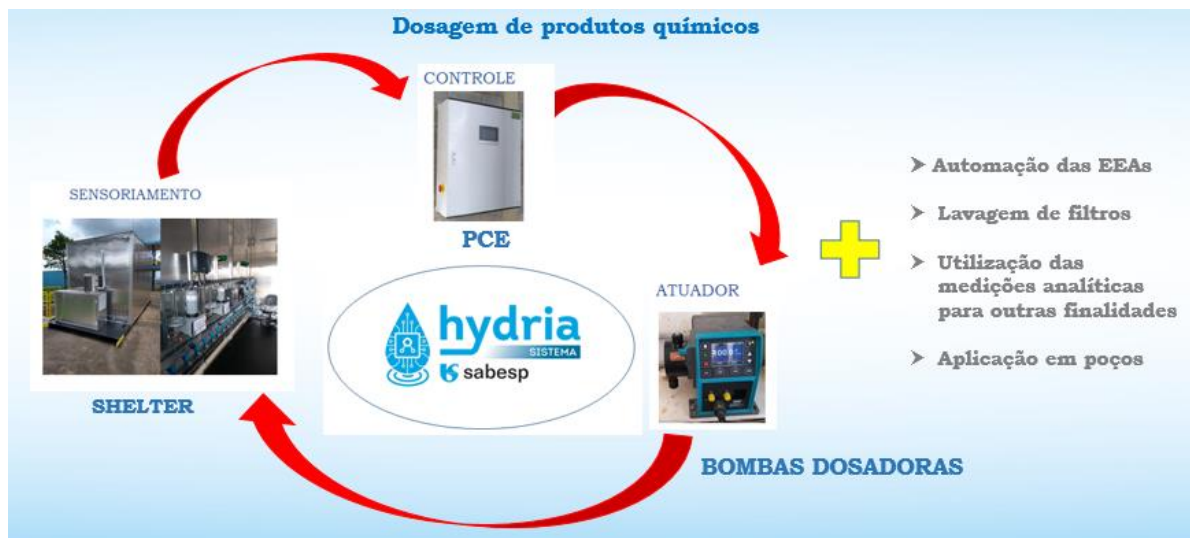 Dosagem de produtos químicos
CONTROLE
PCE
SENSORIAMENTO
SHELTER
hydria
SISTEMA
sabesp
ATUADOR
BOMBAS DOSADORAS
➤ Automação das EEAs
➤ Lavagem de filtros
➤ Utilização das
medições analíticas
para outras finalidades
➤ Aplicação em poços